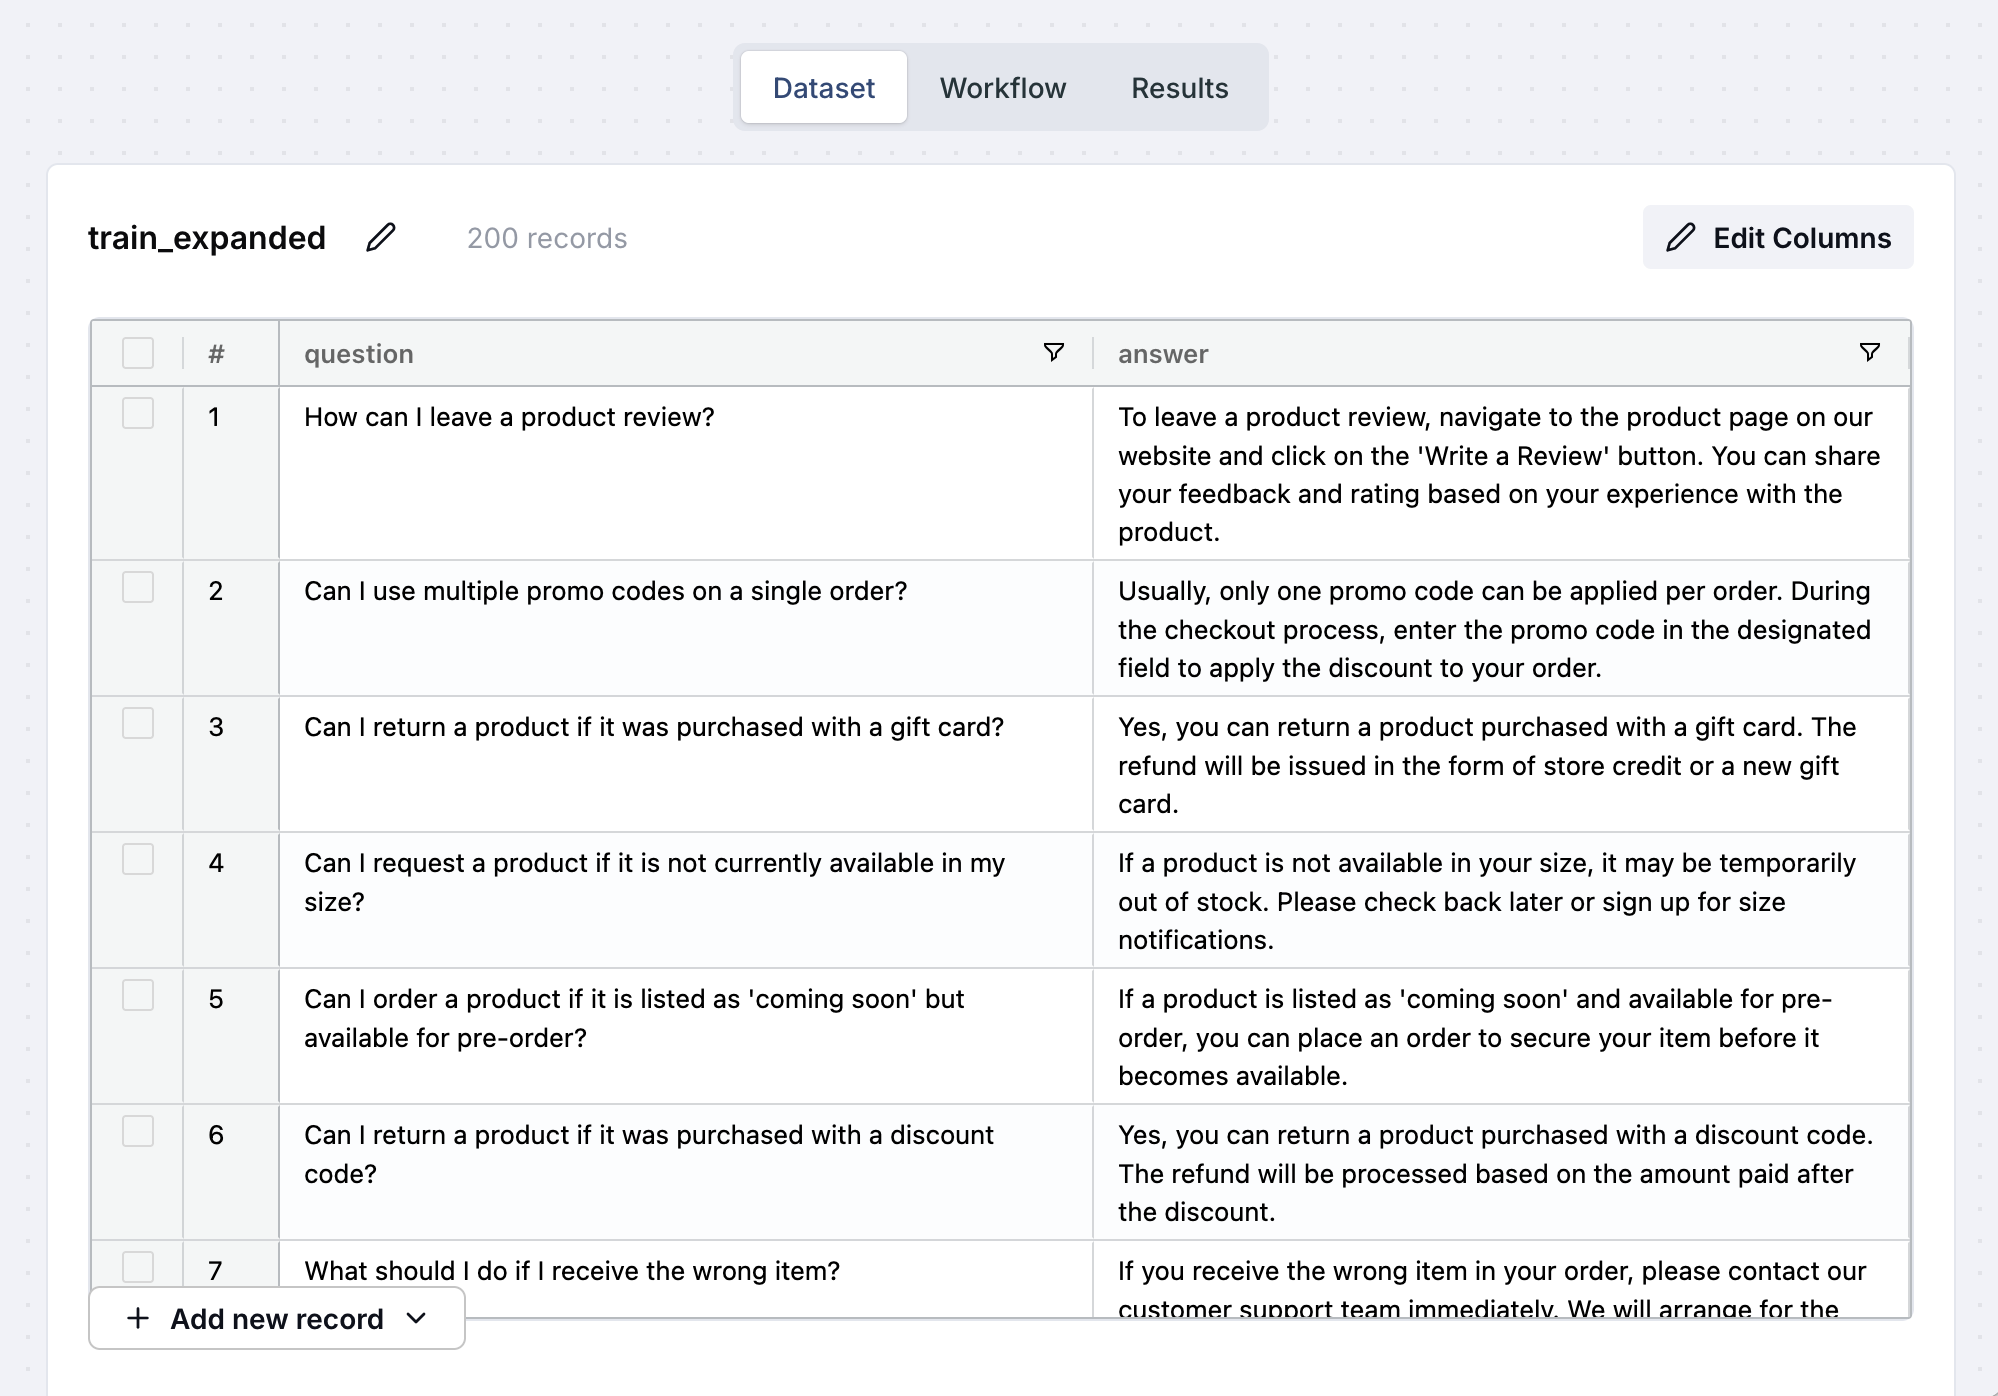 Dataset Workflow Results
train_expanded 200 records Edit Columns
# question answer
1 How can I leave a product review? To leave a product review, navigate to the product page on our
website and click on the 'Write a Review' button. You can share
your feedback and rating based on your experience with the
product.
2 Can I use multiple promo codes on a single order? Usually, only one promo code can be applied per order. During
the checkout process, enter the promo code in the designated
field to apply the discount to your order.
3 Can I return a product if it was purchased with a gift card? Yes, you can return a product purchased with a gift card. The
refund will be issued in the form of store credit or a new gift
card.
4 Can I request a product if it is not currently available in my
size?
If a product is not available in your size, it may be temporarily
out of stock. Please check back later or sign up for size
notifications.
5 Can I order a product if it is listed as 'coming soon' but
available for pre-order?
If a product is listed as 'coming soon' and available for pre-
order, you can place an order to secure your item before it
becomes available.
6 Can I return a product if it was purchased with a discount
code?
Yes, you can return a product purchased with a discount code.
The refund will be processed based on the amount paid after
the discount.
7 What should I do if I receive the wrong item? If you receive the wrong item in your order, please contact our
customer support team immediately. We will arrange for the
+ Add new record